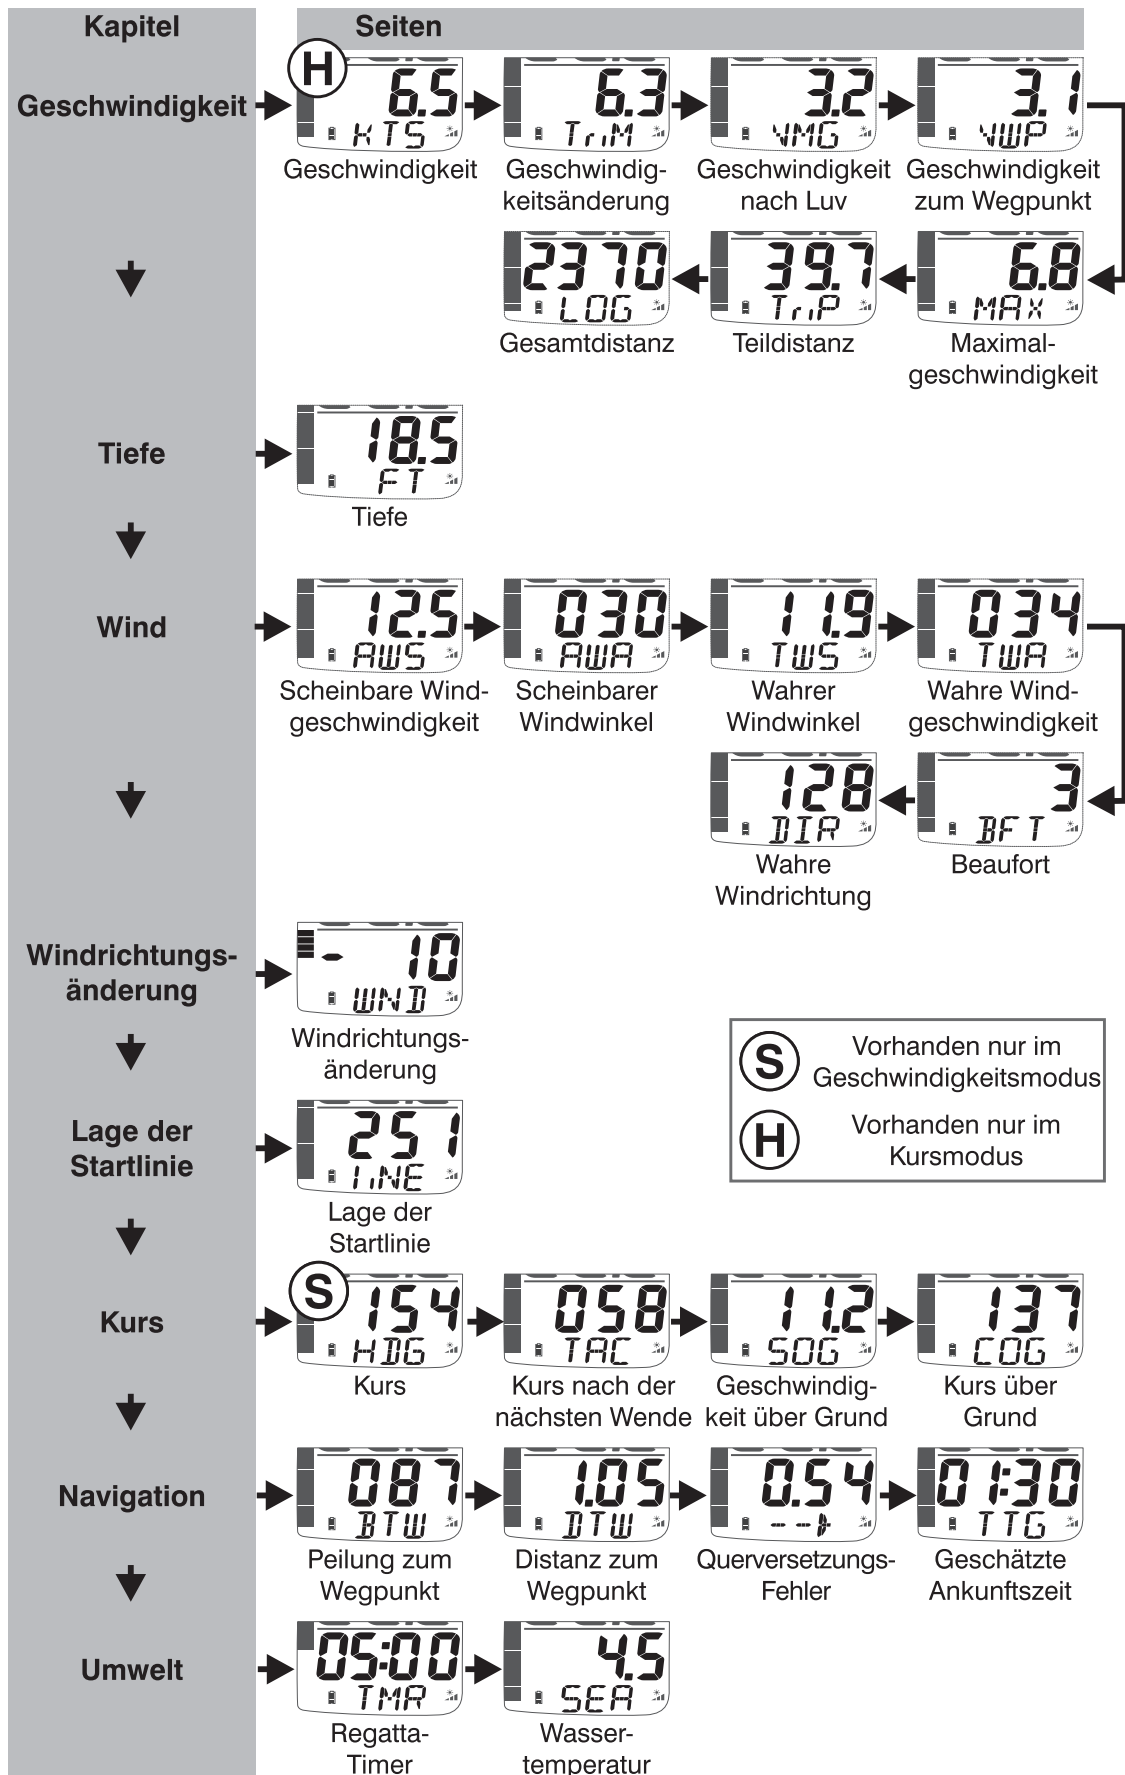 Kapitel
Seiten
Geschwindigkeit
H
6.5
KTS
Geschwindigkeit
6.3
TriM
Geschwindig-
keitsänderung
3.2
VMG
Geschwindigkeit
nach Luv
3.1
VWP
Geschwindigkeit
zum Wegpunkt
2370
LOG
Gesamtdistanz
39.7
TriP
Teildistanz
6.8
MAX
Maximal-
geschwindigkeit
Tiefe
18.5
FT
Tiefe
Wind
12.5
AWS
Scheinbare Wind-
geschwindigkeit
030
AWA
Scheinbarer
Windwinkel
11.9
TWS
Wahrer
Windwinkel
034
TWA
Wahre Wind-
geschwindigkeit
128
DIR
Wahre
Windrichtung
3
BFT
Beaufort
Windrichtungs-
änderung
- 10
WND
Windrichtungs-
änderung
S
Vorhanden nur im
Geschwindigkeitsmodus
H
Vorhanden nur im
Kursmodus
Lage der
Startlinie
251
liNE
Lage der
Startlinie
Kurs
S
154
HDG
Kurs
058
TAC
Kurs nach der
nächsten Wende
11.2
SOG
Geschwindig-
keit über Grund
137
COG
Kurs über
Grund
Navigation
087
BTW
Peilung zum
Wegpunkt
1.05
DTW
Distanz zum
Wegpunkt
0.54
Querversetzungs-
Fehler
01:30
TTG
Geschätzte
Ankunftszeit
Umwelt
05:00
TMR
Regatta-
Timer
4.5
SEA
Wasser-
temperatur